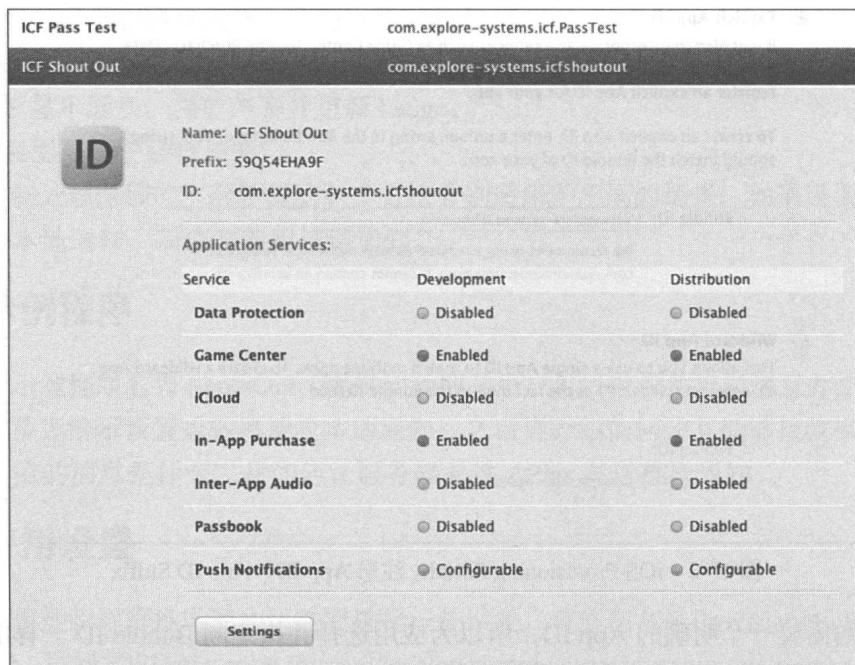 ICF Pass Test com.explore-systems.icf.PassTest
ICF Shout Out com.explore-systems.icfshoutout
ID
Name: ICF Shout Out
Prefix: 59Q54EHA9F
ID: com.explore-systems.icfshoutout
Application Services:
Service Development Distribution
Data Protection Disabled Disabled
Game Center Enabled Enabled
iCloud Disabled Disabled
In-App Purchase Enabled Enabled
Inter-App Audio Disabled Disabled
Passbook Disabled Disabled
Push Notifications Configurable Configurable
Settings